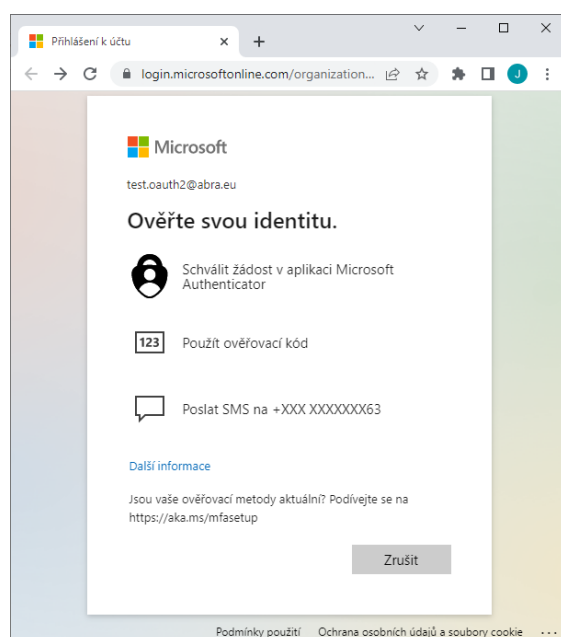 Přihlášení k účtu
login.microsoftonline.com/organization...
J
Microsoft
test.oauth2@abra.eu
Ověřte svou identitu.
Schválit žádost v aplikaci Microsoft
Authenticator
123
Použít ověřovací kód
Poslat SMS na +XXX XXXXXXX63
Další informace
Jsou vaše ověřovací metody aktuální? Podívejte se na
https://aka.ms/mfasetup
Zrušit
Podmínky použití Ochrana osobních údajů a soubory cookie ...